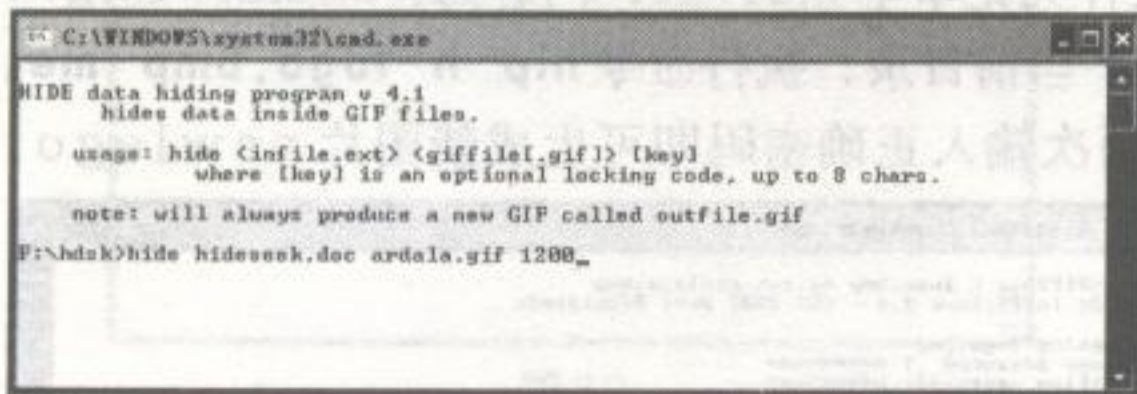 C:\WINDOWS\system32\cmd.exe
HIDE data hiding program v 4.1
hides data inside GIF files.
usage: hide <infile.ext> <giffile[.gif]> [key]
where [key] is an optional locking code, up to 8 chars.
note: will always produce a new GIF called outfile.gif
F:\hdsk>hide hideseek.doc ardala.gif 1200_